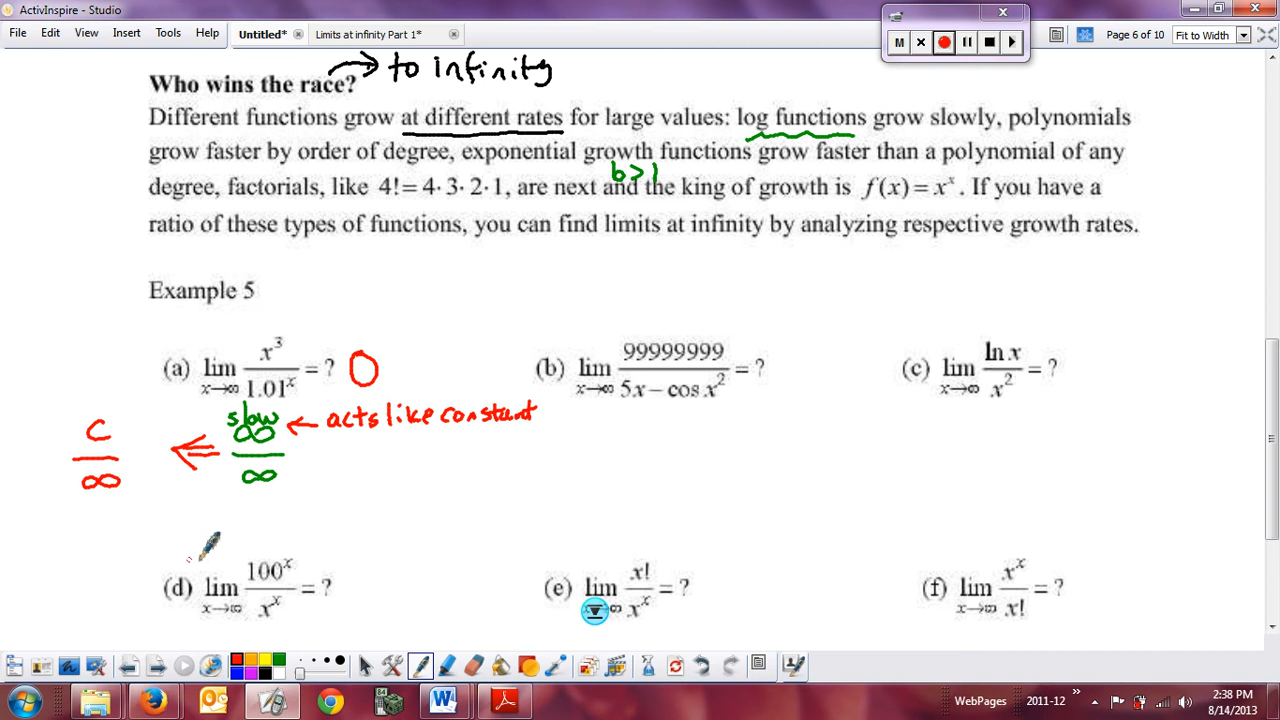 ActivInspire - Studio
File Edit View Insert Tools Help
Untitled* Limits at infinity Part 1*
M
Page 6 of 10 Fit to Width
Who wins the race? to infinity
Different functions grow at different rates for large values: log functions grow slowly, polynomials
grow faster by order of degree, exponential growth functions grow faster than a polynomial of any
b>1
degree, factorials, like 4! = 4·3·2·1, are next and the king of growth is f(x) = x^x. If you have a
ratio of these types of functions, you can find limits at infinity by analyzing respective growth rates.
Example 5
(a) lim x→∞ x^3/1.01^x = ? 0
(b) lim x→∞ 99999999/(5x − cos x^2) = ?
(c) lim x→∞ ln x/x^2 = ?
slow ← acts like constant
c/∞ ⇐ ∞/∞
(d) lim x→∞ 100^x/x^x = ?
(e) lim x→∞ x!/x^x = ?
(f) lim x→∞ x^x/x! = ?
WebPages 2011-12 »
2:38 PM
8/14/2013